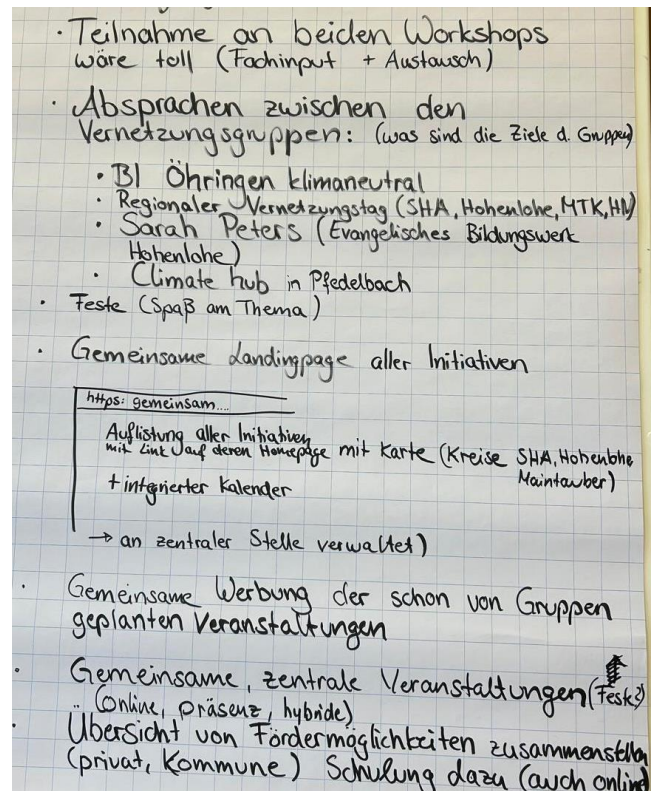 · Teilnahme an beiden Workshops
wäre toll (Fachinput + Austausch)
· Absprachen zwischen den
Vernetzungsgruppen: (was sind die Ziele d. Gruppen)
· BI Öhringen klimaneutral
· Regionaler Vernetzungstag (SHA, Hohenlohe, MTK, HN)
· Sarah Peters (Evangelisches Bildungswerk
Hohenlohe)
· Climate hub in Pfedelbach
· Feste (Spaß am Thema)
· Gemeinsame Landingpage aller Initiativen
https: gemeinsam....
Auflistung aller Initiativen
mit Link auf deren Homepage mit Karte (Kreise SHA, Hohenlohe
Maintauber)
+ integrierter Kalender
→ an zentraler Stelle verwaltet)
· Gemeinsame Werbung der schon von Gruppen
geplanten Veranstaltungen
· Gemeinsame, zentrale Veranstaltungen (Feste?)
(online, präsenz, hybride)
· Übersicht von Fördermöglichkeiten zusammenstellen
(privat, Kommune) Schulung dazu (auch online)